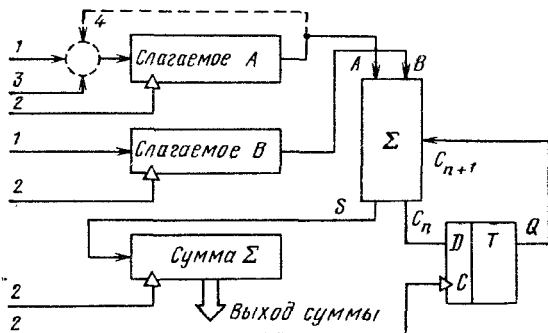 4
1
Слагаемое A
3
2
A
B
Σ
1
Слагаемое B
C n+1
2
S
C n
D
T
Q
Сумма Σ
C
2
Выход суммы
2